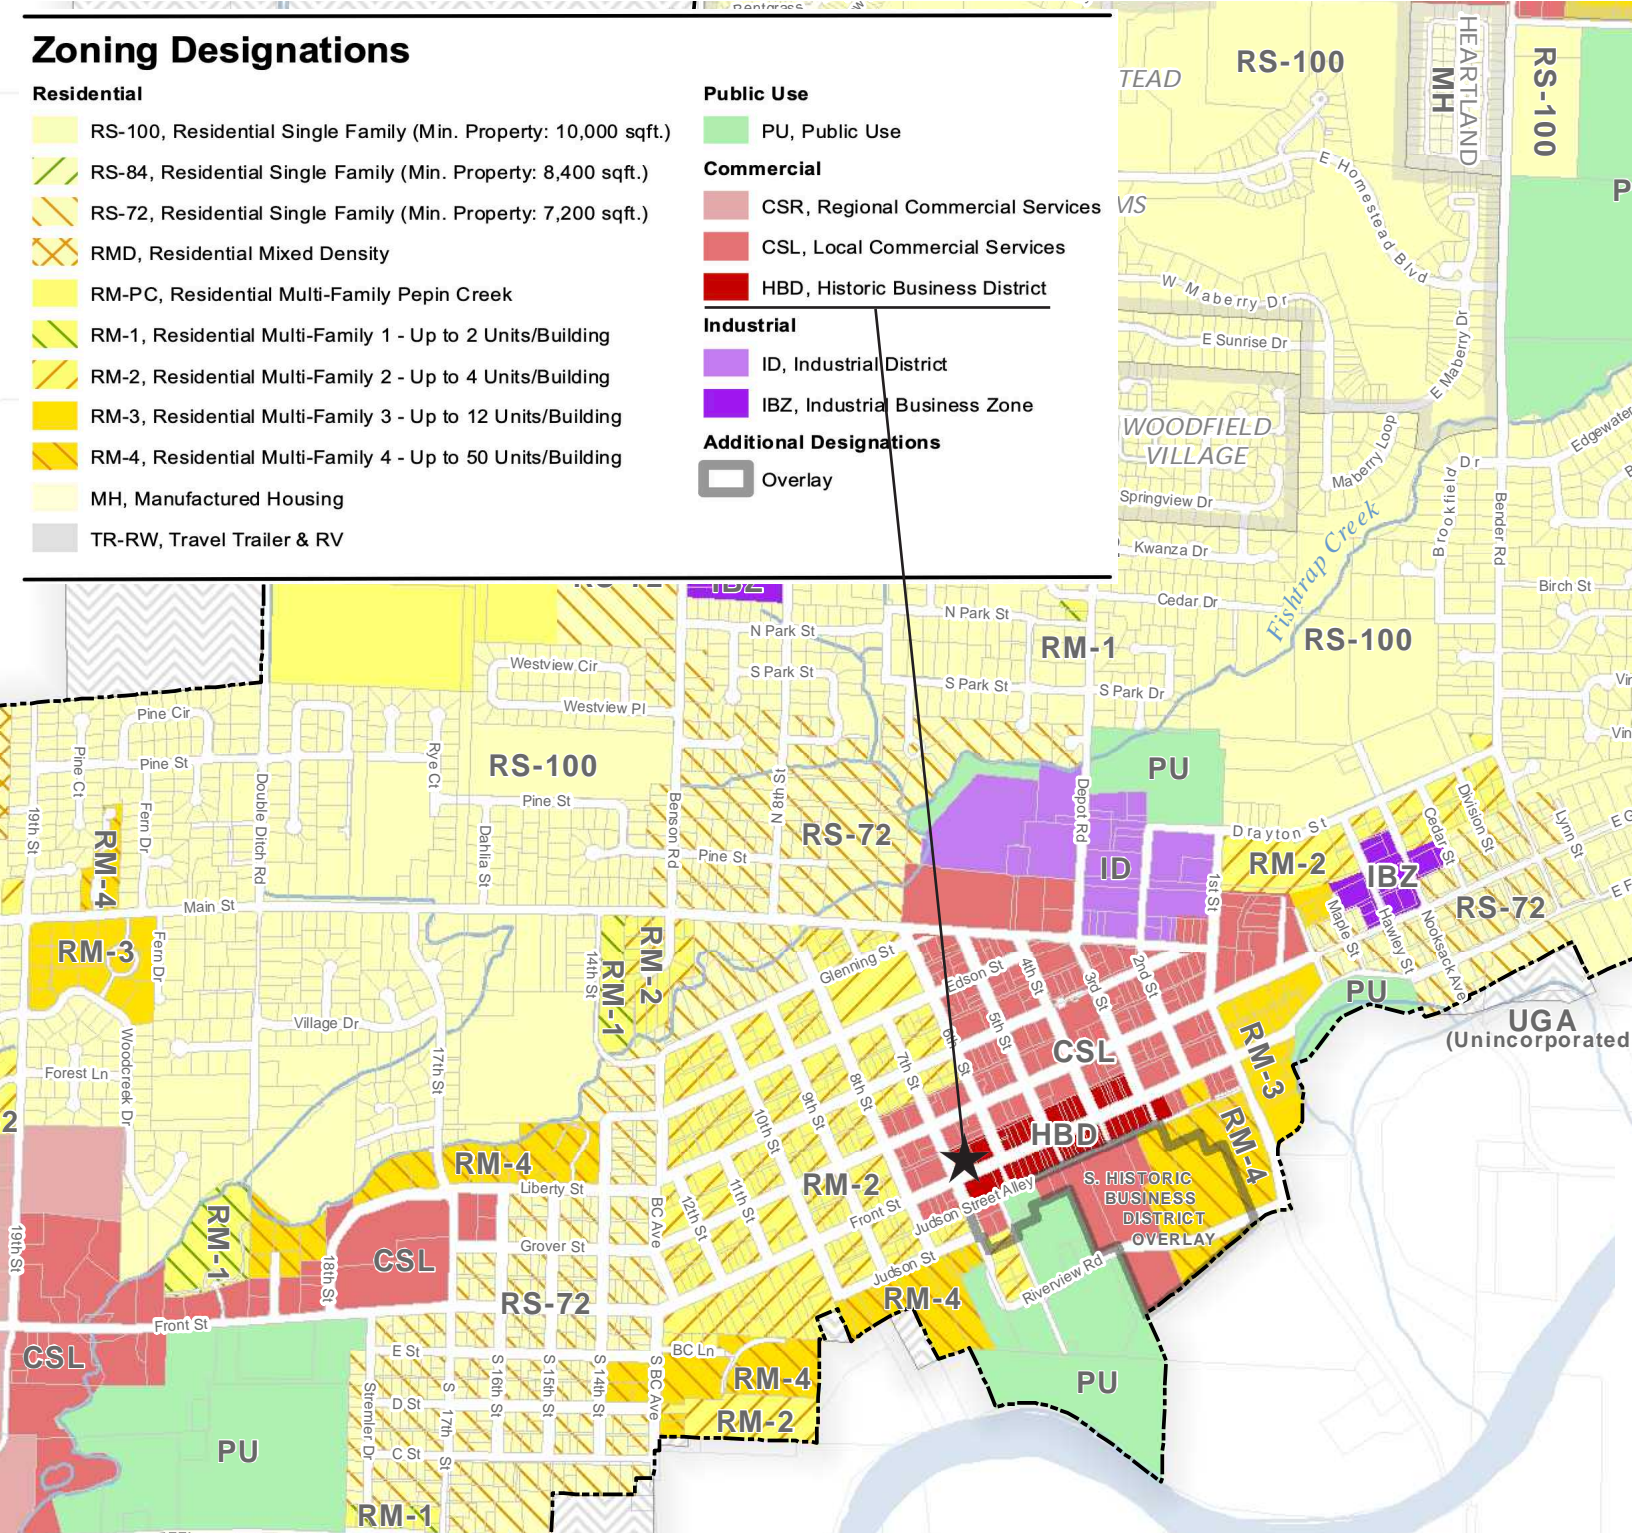 Zoning Designations
Residential
RS-100, Residential Single Family (Min. Property: 10,000 sqft.)
RS-84, Residential Single Family (Min. Property: 8,400 sqft.)
RS-72, Residential Single Family (Min. Property: 7,200 sqft.)
RMD, Residential Mixed Density
RM-PC, Residential Multi-Family Pepin Creek
RM-1, Residential Multi-Family 1 - Up to 2 Units/Building
RM-2, Residential Multi-Family 2 - Up to 4 Units/Building
RM-3, Residential Multi-Family 3 - Up to 12 Units/Building
RM-4, Residential Multi-Family 4 - Up to 50 Units/Building
MH, Manufactured Housing
TR-RW, Travel Trailer & RV
Public Use
PU, Public Use
Commercial
CSR, Regional Commercial Services
CSL, Local Commercial Services
HBD, Historic Business District
Industrial
ID, Industrial District
IBZ, Industrial Business Zone
Additional Designations
Overlay
TEAD
RS-100
HEARTLAND
MH
RS-100
P
MS
E Homestead Blvd
W Maberry Dr
E Sunrise Dr
E Maberry Dr
WOODFIELD
VILLAGE
Maberry Loop
Springview Dr
Kwanza Dr
Fishtrap Creek
Brookfield Dr
Bender Rd
Edgewater
Birch St
Cedar Dr
RS-100
IBZ
N Park St
N Park St
RM-1
Westview Cir
S Park St
S Park St
S Park Dr
Westview Pl
Pine Cir
Pine St
Pine Ct
Rye Ct
RS-100
Pine St
Double Ditch Rd
19th St
Fern Dr
RM-4
Dahlia St
Benson Rd
N 18th St
RS-72
Pine St
Depot Rd
PU
ID
1st St
Drayton St
RM-2
IBZ
Cedar St
Division St
Lynn St
RS-72
Maple St
Hawley St
Nooksack Ave
Main St
RM-3
Fern Dr
14th St
RM-1
RM-2
Glenning St
Edson St
4th St
3rd St
2nd St
5th St
6th St
7th St
8th St
9th St
10th St
11th St
12th St
CSL
PU
UGA
(Unincorporated
RM-3
RM-4
Village Dr
Woodcreek Dr
Forest Ln
17th St
2
HBD
S. HISTORIC
BUSINESS
DISTRICT
OVERLAY
RM-4
Liberty St
RM-2
Front St
Judson Street Alley
Judson St
Riverview Rd
BC Ave
Grover St
RM-1
19th St
18th St
CSL
RS-72
RM-4
Front St
CSL
E St
D St
C St
Stremler Dr
S 17th St
S 16th St
S 15th St
S 14th St
S BC Ave
BC Ln
RM-4
RM-2
PU
PU
RM-1